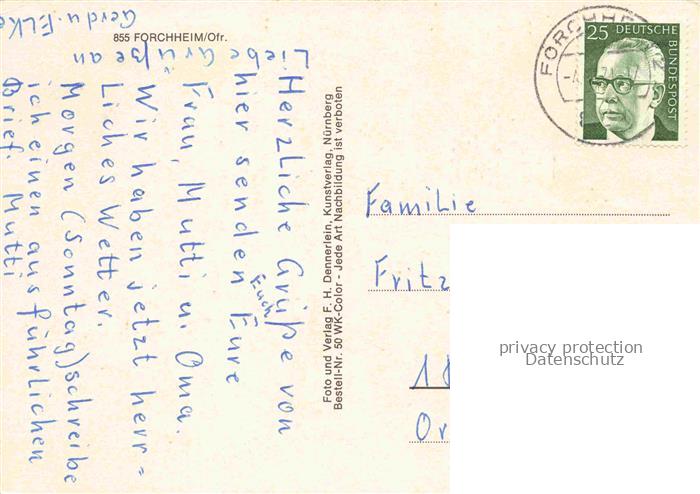 855 FORCHHEIM/Ofr.
Herzliche Grüße von
hier senden Euch Eure
Frau, Mutti u. Oma.
Wir haben jetzt herr=
liches Wetter.
Morgen (Sonntag) schreibe
ich einen ausführlichen
Brief. Mutti
Liebe Grüße an
Gerd u. Elke
Foto und Verlag F. H. Dennerlein, Kunstverlag, Nürnberg
Bestell-Nr. 50 WK-Color - Jede Art Nachbildung ist verboten
FORCHHEIM
25 DEUTSCHE
BUNDESPOST
Familie
Fritz
privacy protection
Datenschutz